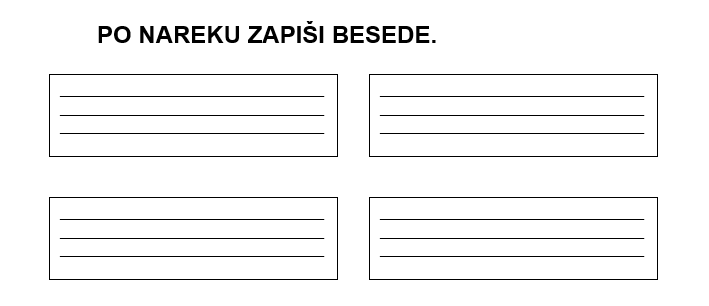 PO NAREKU ZAPIŠI BESEDE.